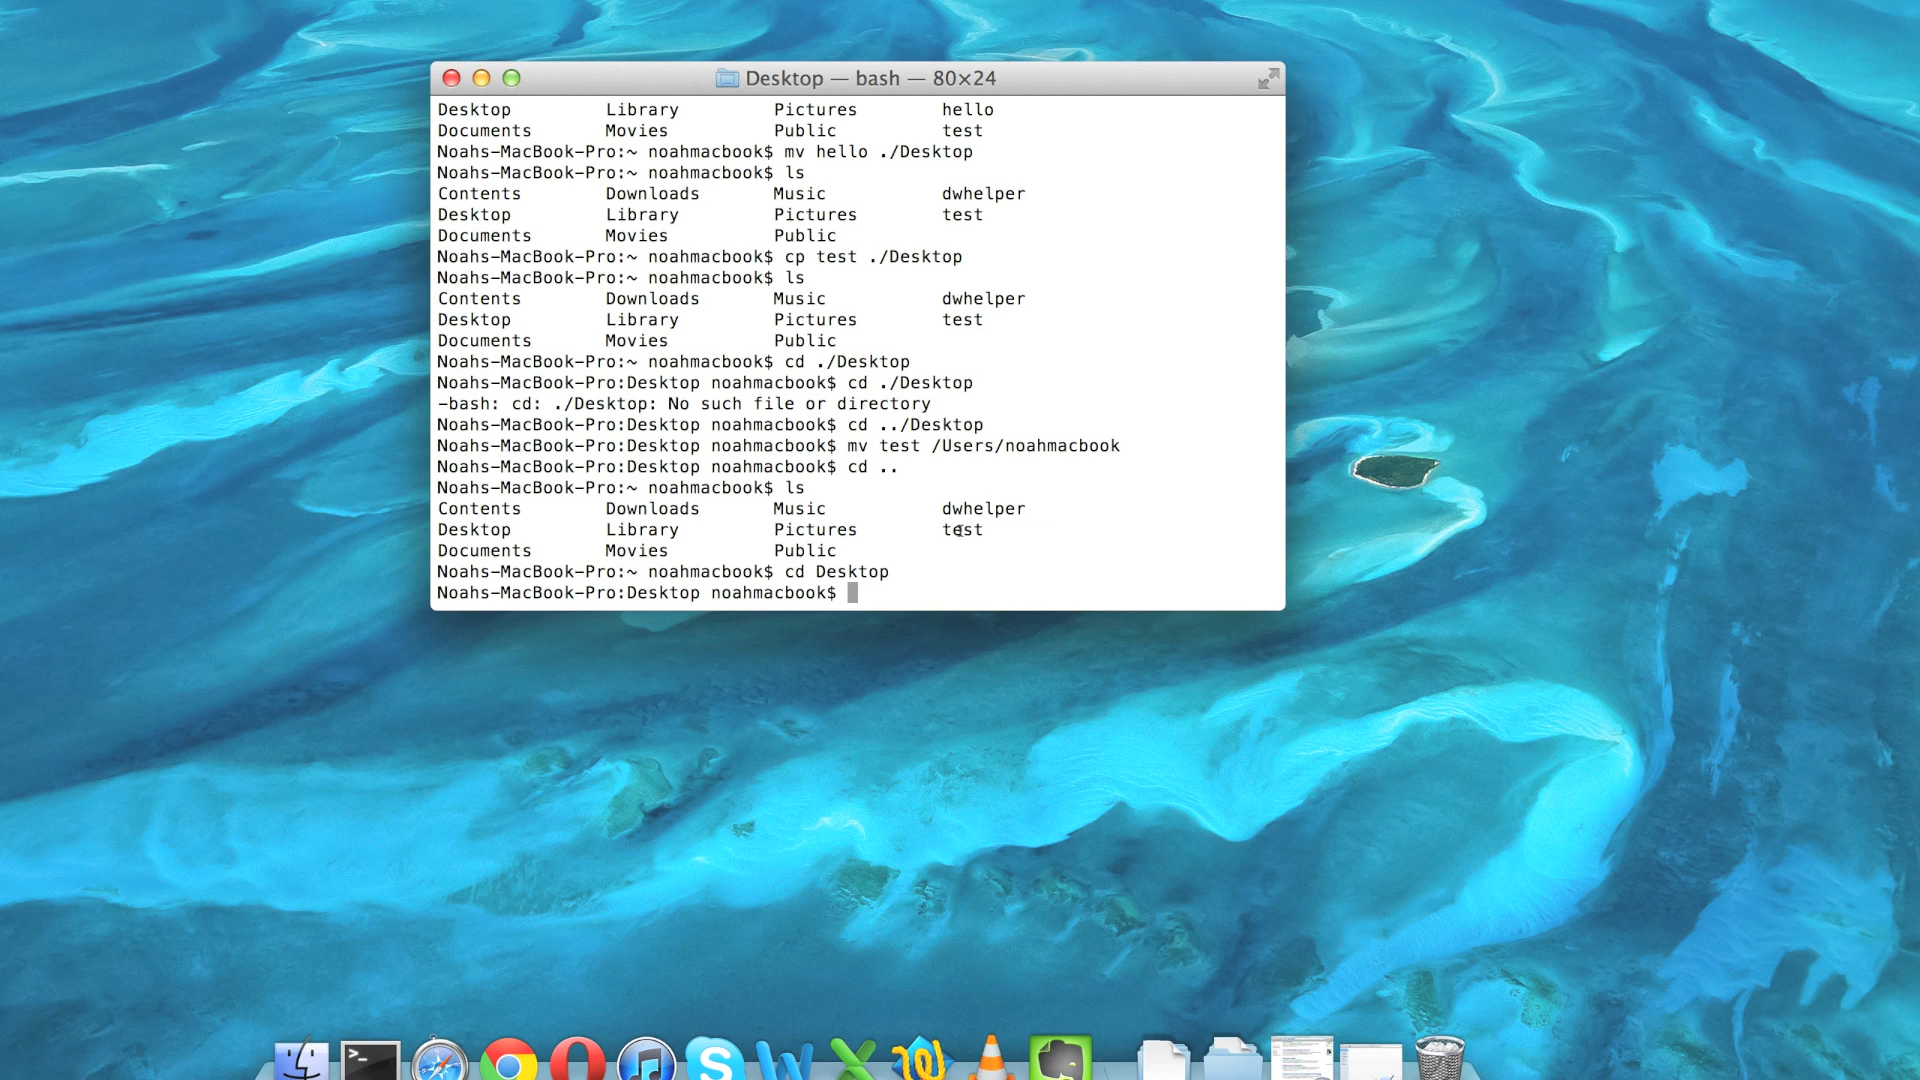 Desktop — bash — 80×24
Desktop Library Pictures hello
Documents Movies Public test
Noahs-MacBook-Pro:~ noahmacbook$ mv hello ./Desktop
Noahs-MacBook-Pro:~ noahmacbook$ ls
Contents Downloads Music dwhelper
Desktop Library Pictures test
Documents Movies Public
Noahs-MacBook-Pro:~ noahmacbook$ cp test ./Desktop
Noahs-MacBook-Pro:~ noahmacbook$ ls
Contents Downloads Music dwhelper
Desktop Library Pictures test
Documents Movies Public
Noahs-MacBook-Pro:~ noahmacbook$ cd ./Desktop
Noahs-MacBook-Pro:Desktop noahmacbook$ cd ./Desktop
-bash: cd: ./Desktop: No such file or directory
Noahs-MacBook-Pro:Desktop noahmacbook$ cd ../Desktop
Noahs-MacBook-Pro:Desktop noahmacbook$ mv test /Users/noahmacbook
Noahs-MacBook-Pro:Desktop noahmacbook$ cd ..
Noahs-MacBook-Pro:~ noahmacbook$ ls
Contents Downloads Music dwhelper
Desktop Library Pictures test
Documents Movies Public
Noahs-MacBook-Pro:~ noahmacbook$ cd Desktop
Noahs-MacBook-Pro:Desktop noahmacbook$